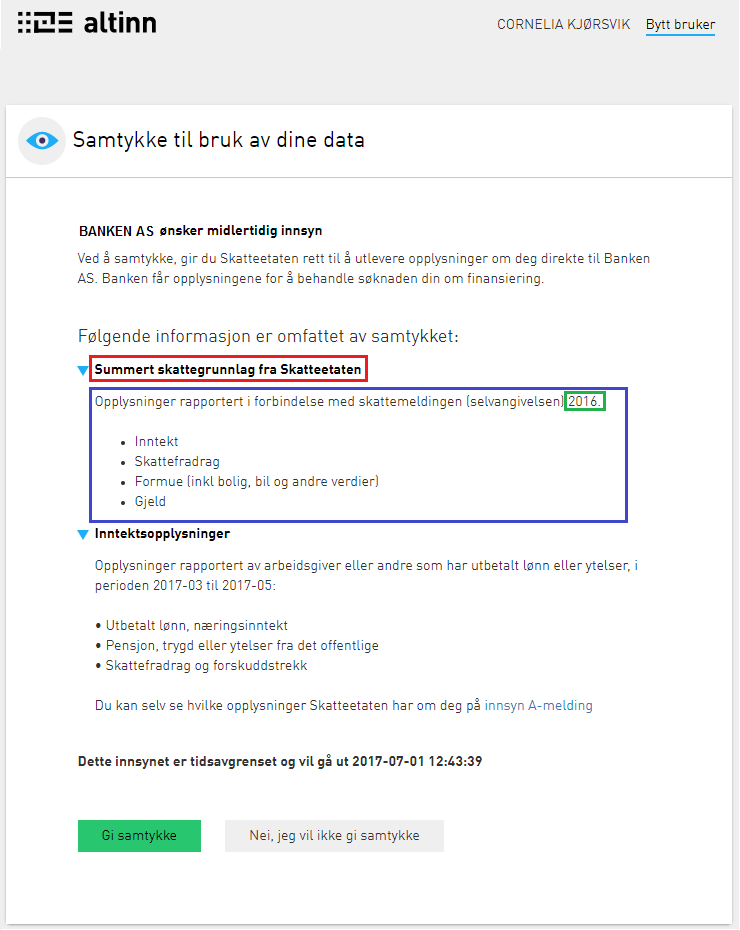 altinn
CORNELIA KJØRSVIK Bytt bruker
Samtykke til bruk av dine data
BANKEN AS ønsker midlertidig innsyn
Ved å samtykke, gir du Skatteetaten rett til å utlevere opplysninger om deg direkte til Banken
AS. Banken får opplysningene for å behandle søknaden din om finansiering.
Følgende informasjon er omfattet av samtykket:
Summert skattegrunnlag fra Skatteetaten
Opplysninger rapportert i forbindelse med skattemeldingen (selvangivelsen) 2016.
• Inntekt
• Skattefradrag
• Formue (inkl bolig, bil og andre verdier)
• Gjeld
Inntektsopplysninger
Opplysninger rapportert av arbeidsgiver eller andre som har utbetalt lønn eller ytelser, i
perioden 2017-03 til 2017-05:
• Utbetalt lønn, næringsinntekt
• Pensjon, trygd eller ytelser fra det offentlige
• Skattefradrag og forskuddstrekk
Du kan selv se hvilke opplysninger Skatteetaten har om deg på innsyn A-melding
Dette innsynet er tidsavgrenset og vil gå ut 2017-07-01 12:43:39
Gi samtykke
Nei, jeg vil ikke gi samtykke